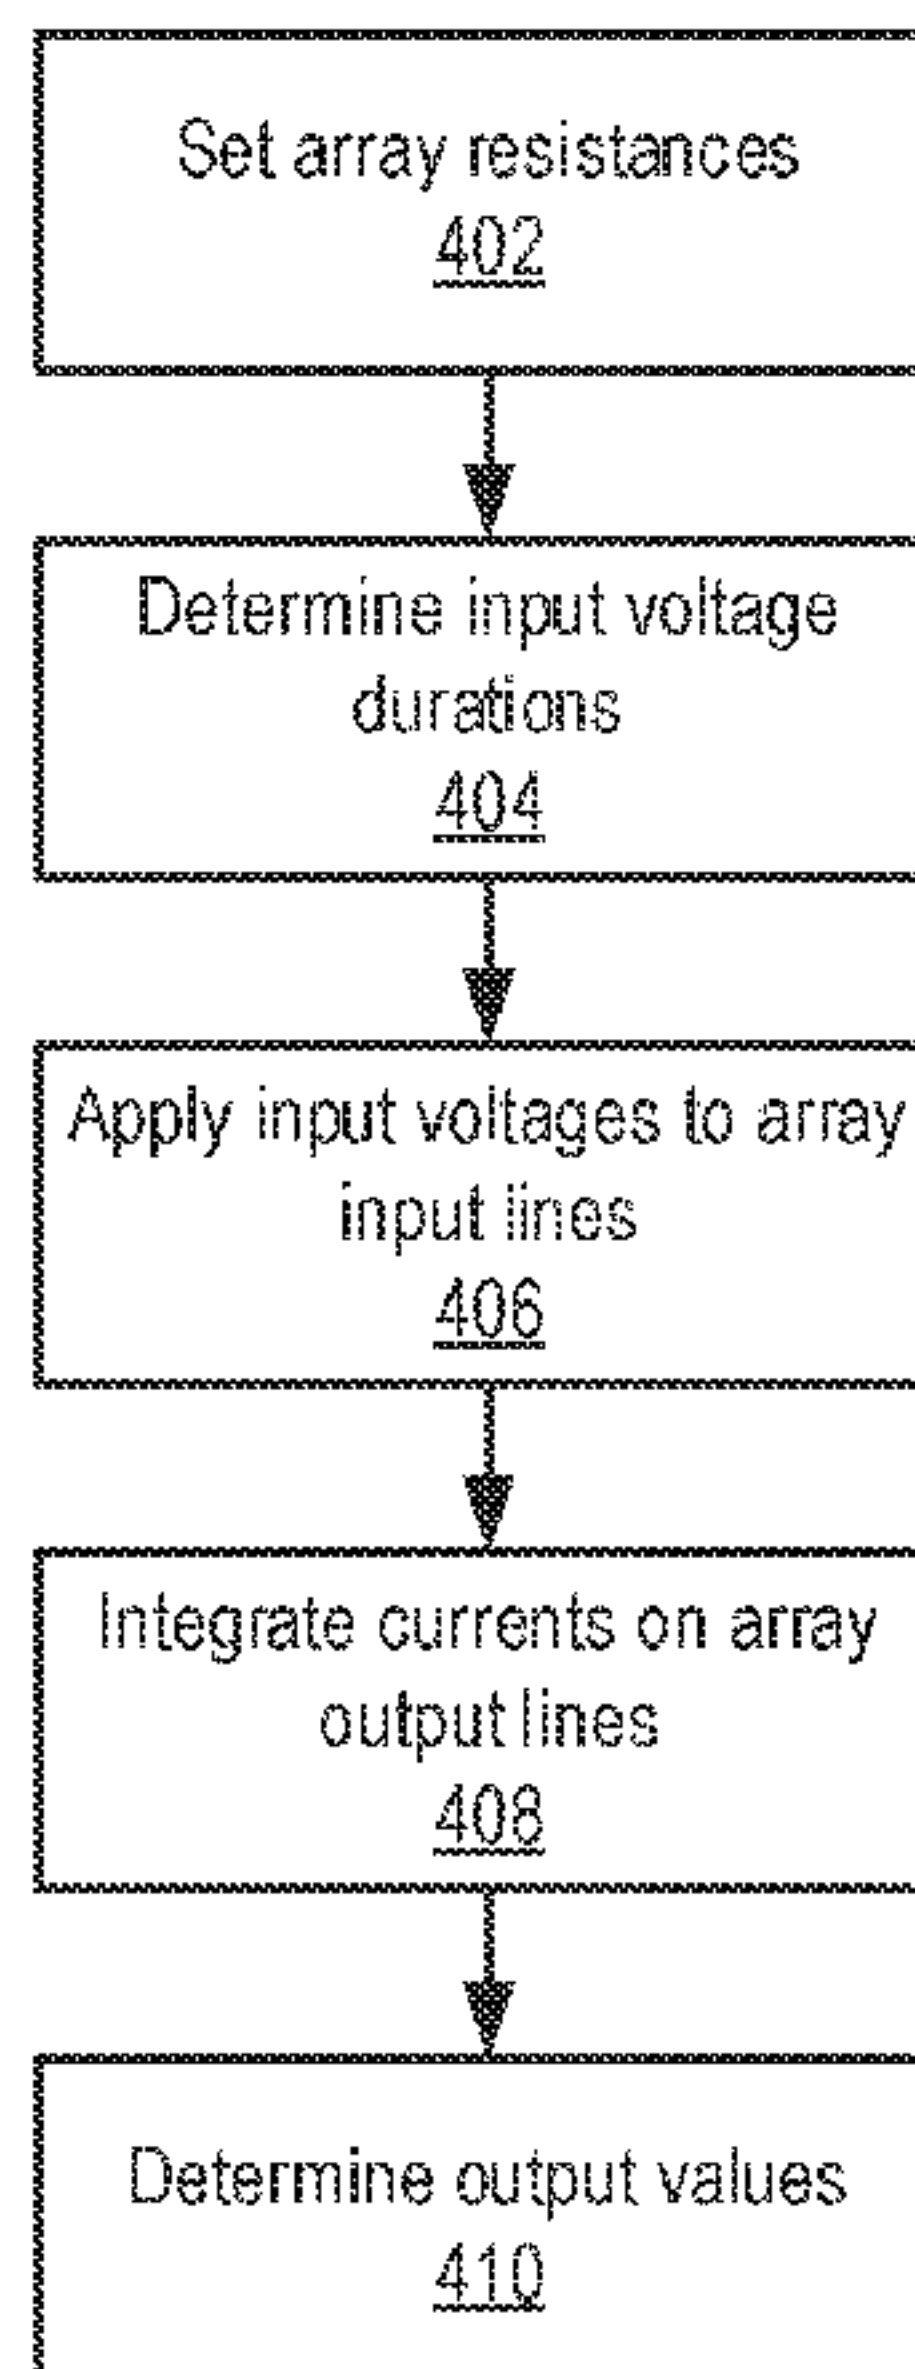 Set array resistances
402
Determine input voltage
durations
404
Apply input voltages to array
input lines
406
Integrate currents on array
output lines
408
Determine output values
410